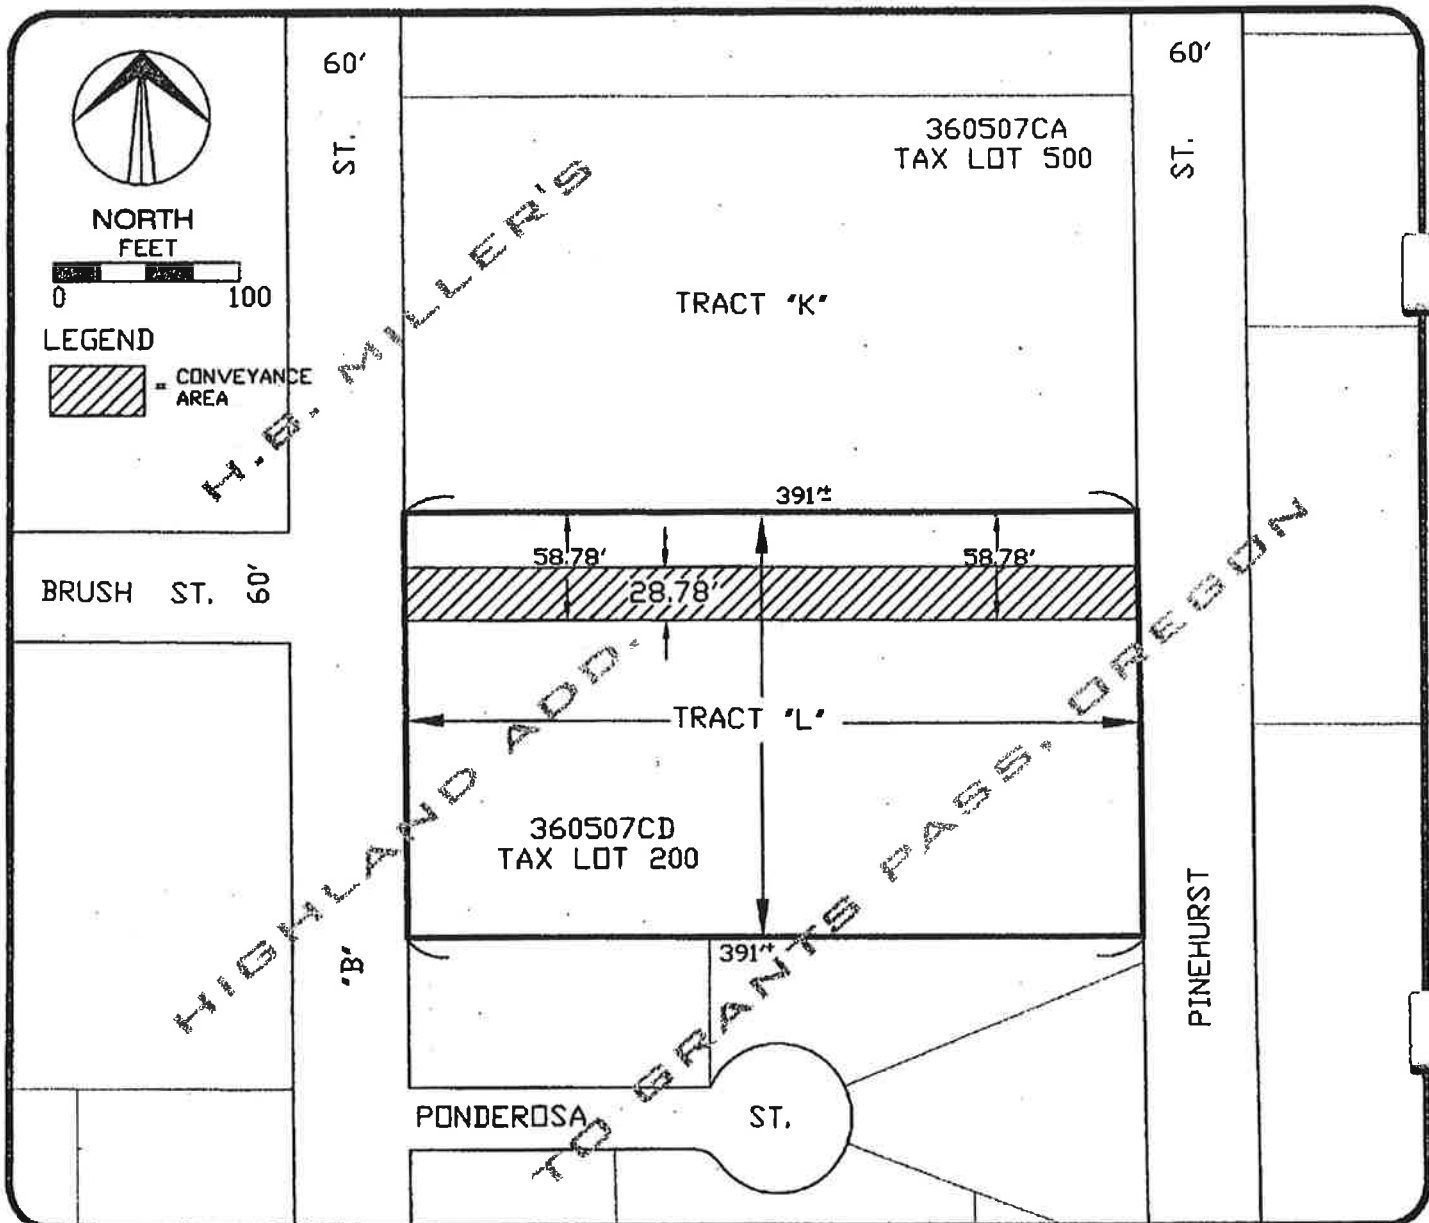 60'
60'
ST.
ST.
360507CA
TAX LOT 500
NORTH
FEET
0 100
TRACT "K"
LEGEND
= CONVEYANCE
AREA
H.B. MILLER'S
391'±
58.78'
58.78'
28.78'
BRUSH ST. 60'
TRACT "L"
360507CD
TAX LOT 200
HIGHLAND ADD.
TO GRANTS PASS, OREGON
391'±
"B"
PINEHURST
PONDEROSA ST.